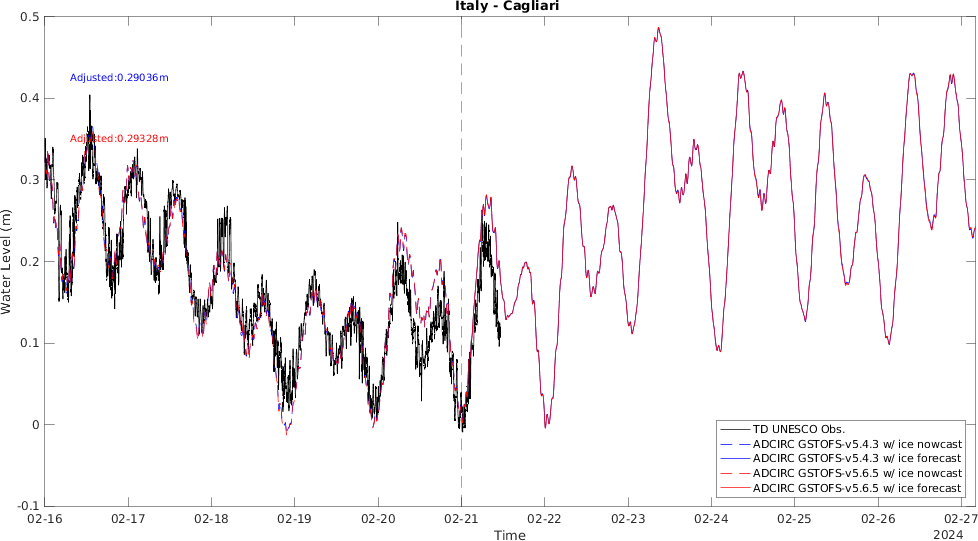 Italy - Cagliari
Water Level (m)
0.5
0.4
0.3
0.2
0.1
0
-0.1
Adjusted:0.29036m
Adjusted:0.29328m
TD UNESCO Obs.
ADCIRC GSTOFS-v5.4.3 w/ ice nowcast
ADCIRC GSTOFS-v5.4.3 w/ ice forecast
ADCIRC GSTOFS-v5.6.5 w/ ice nowcast
ADCIRC GSTOFS-v5.6.5 w/ ice forecast
02-16 02-17 02-18 02-19 02-20 02-21 02-22 02-23 02-24 02-25 02-26 02-27
Time
2024